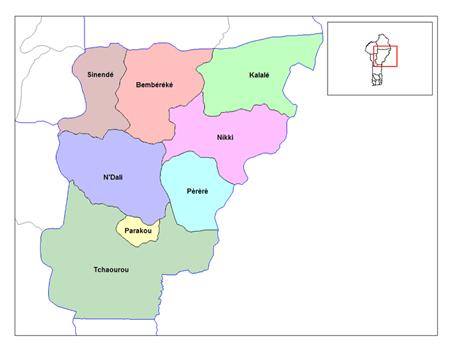 Sinendé
Bembéréké
Kalalé
Nikki
N'Dali
Pèrèrè
Parakou
Tchaourou